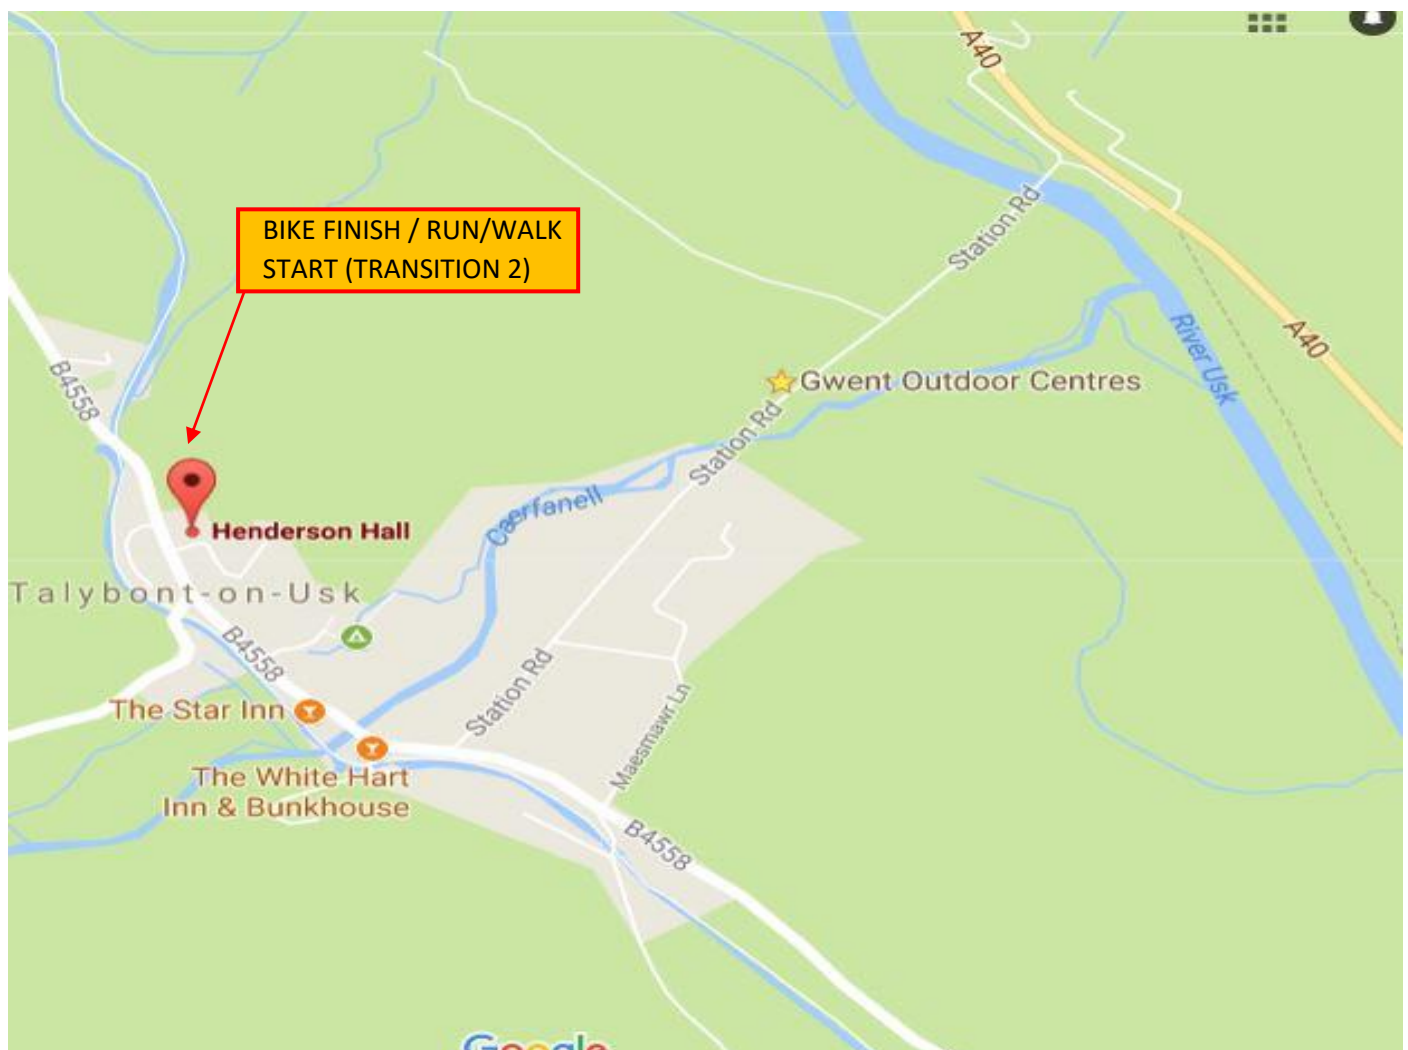 A40
Station Rd
BIKE FINISH / RUN/WALK
START (TRANSITION 2)
River Usk
A40
B4558
Gwent Outdoor Centres
Station Rd
Caerfanell
Henderson Hall
Talybont-on-Usk
B4558
Station Rd
Maesmawr Ln
The Star Inn
The White Hart
Inn & Bunkhouse
B4558
Google